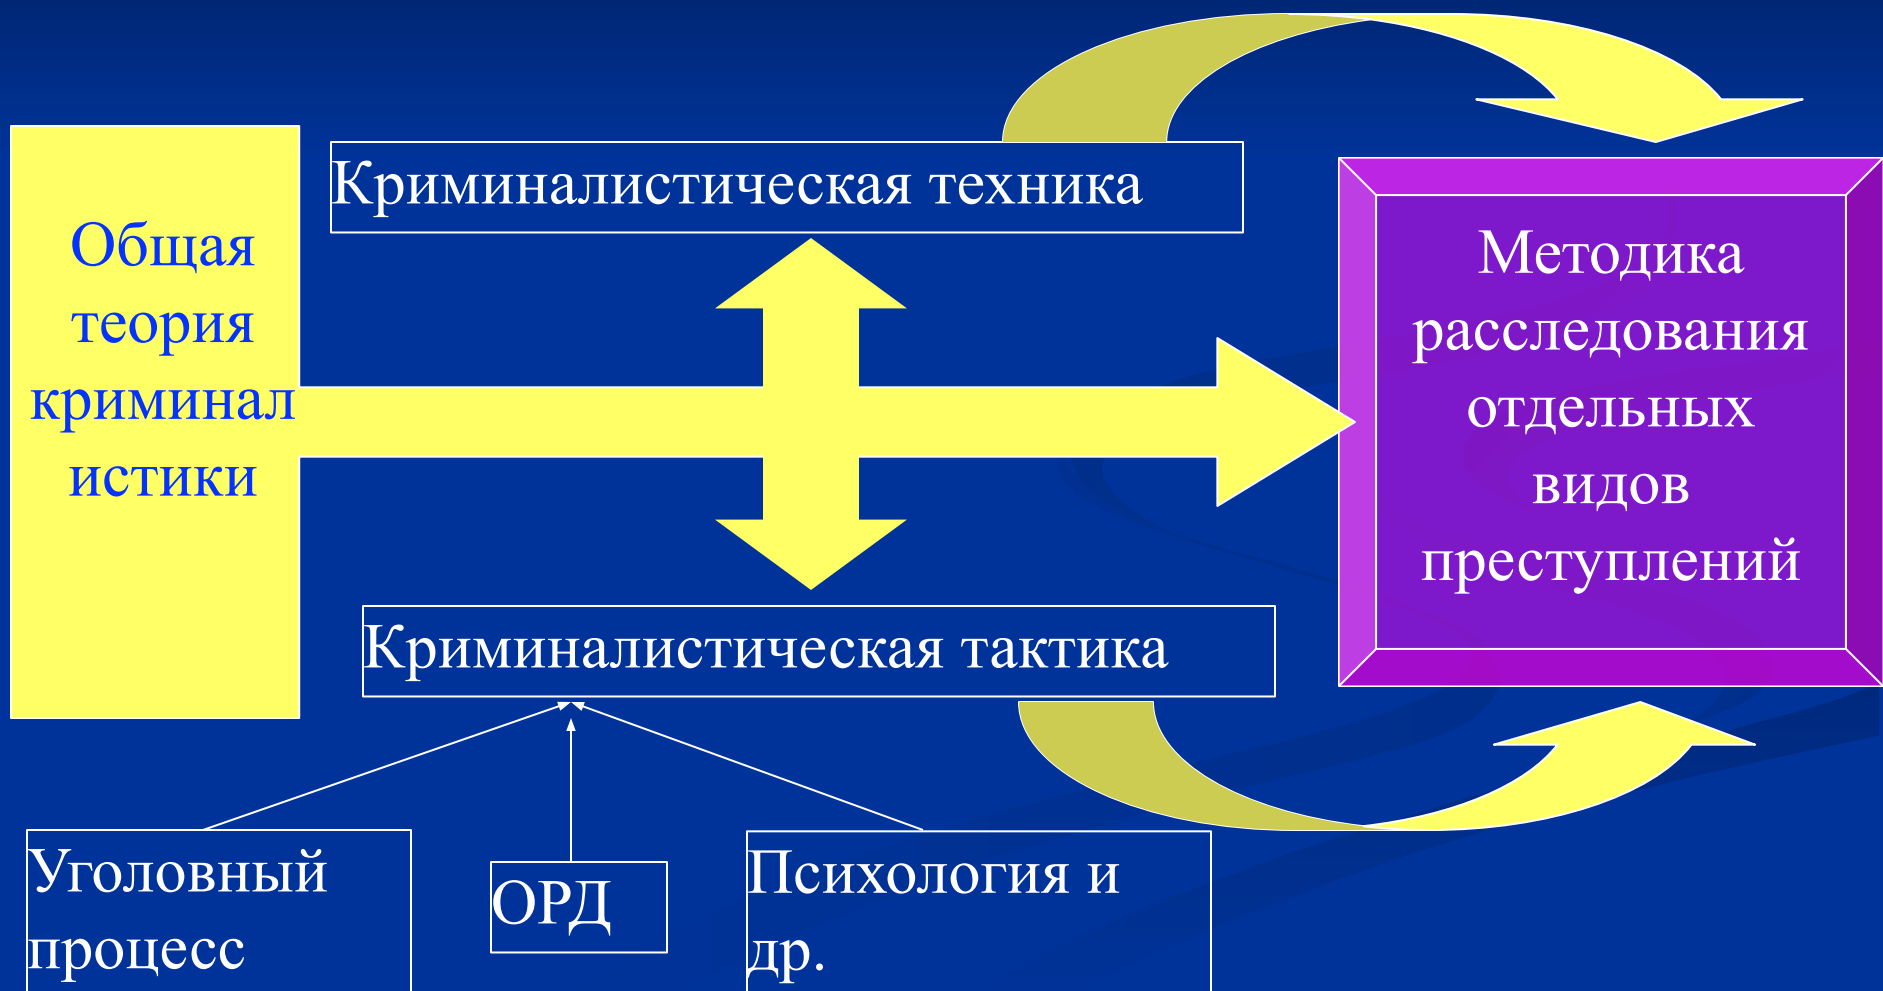 Общая
теория
криминал
истики
Криминалистическая техника
Криминалистическая тактика
Методика
расследования
отдельных
видов
преступлений
Уголовный
процесс
ОРД
Психология и
др.